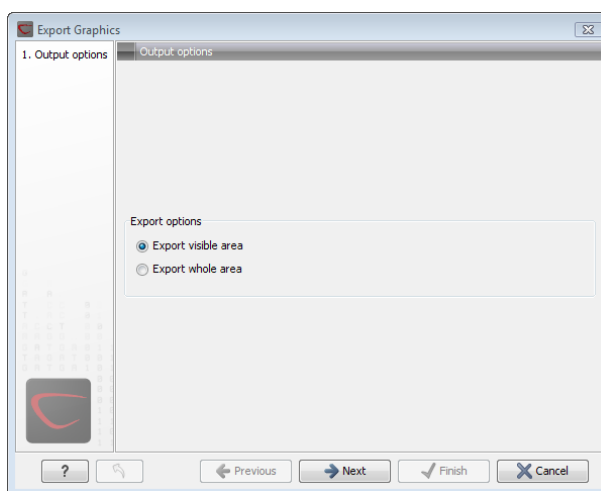 Export Graphics
1. Output options
Output options
Export options
Export visible area
Export whole area
?
Previous
Next
Finish
Cancel